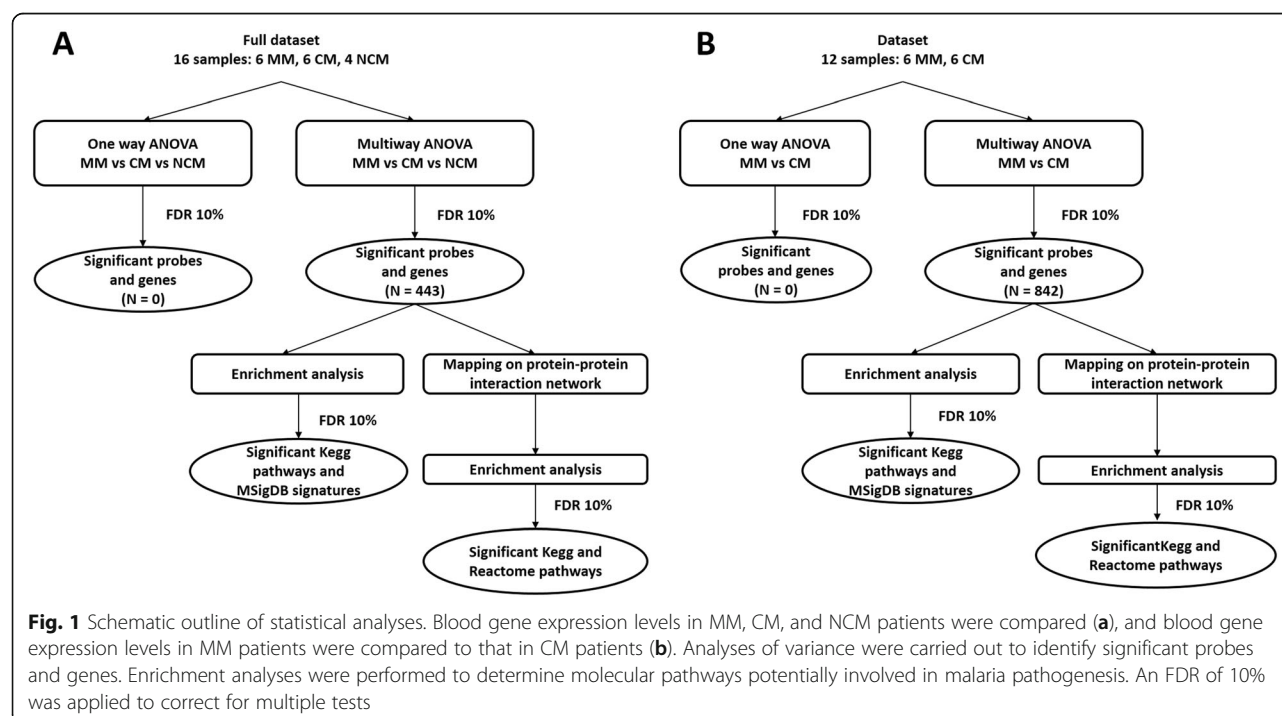 A
Full dataset
16 samples: 6 MM, 6 CM, 4 NCM
One way ANOVA
MM vs CM vs NCM
Multiway ANOVA
MM vs CM vs NCM
FDR 10%
FDR 10%
Significant probes
and genes
(N = 0)
Significant probes
and genes
(N = 443)
Enrichment analysis
Mapping on protein-protein
interaction network
FDR 10%
Significant Kegg
pathways and
MSigDB signatures
Enrichment analysis
FDR 10%
Significant Kegg and
Reactome pathways
B
Dataset
12 samples: 6 MM, 6 CM
One way ANOVA
MM vs CM
Multiway ANOVA
MM vs CM
FDR 10%
FDR 10%
Significant
probes and genes
(N = 0)
Significant probes
and genes
(N = 842)
Enrichment analysis
Mapping on protein-protein
interaction network
FDR 10%
Significant Kegg
pathways and
MSigDB signatures
Enrichment analysis
FDR 10%
SignificantKegg and
Reactome pathways
Fig. 1 Schematic outline of statistical analyses. Blood gene expression levels in MM, CM, and NCM patients were compared (a), and blood gene
expression levels in MM patients were compared to that in CM patients (b). Analyses of variance were carried out to identify significant probes
and genes. Enrichment analyses were performed to determine molecular pathways potentially involved in malaria pathogenesis. An FDR of 10%
was applied to correct for multiple tests